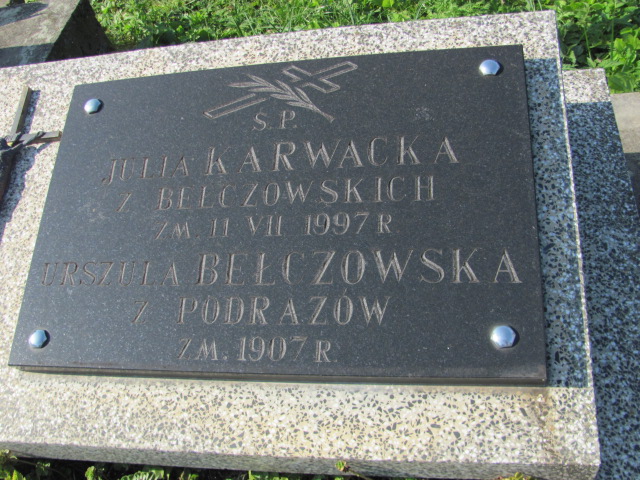 S.P.
JULIA KARWACKA
Z BEŁCZOWSKICH
ZM. 11 VII 1997 R
URSZULA BEŁCZOWSKA
Z PODRAZÓW
ZM. 1907 R